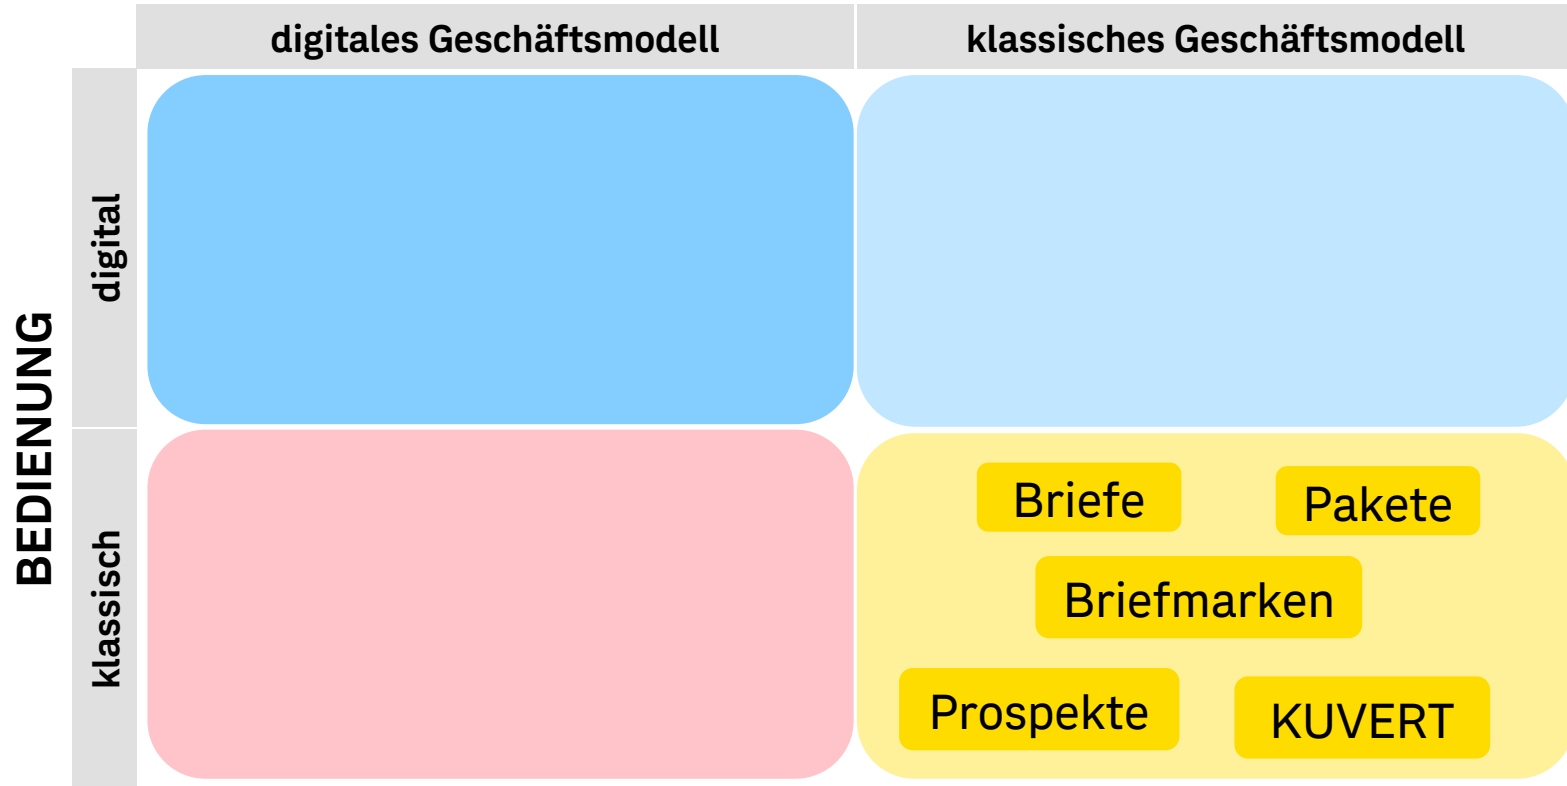 digitales Geschäftsmodell
klassisches Geschäftsmodell
BEDIENUNG
digital
klassisch
Briefe
Pakete
Briefmarken
Prospekte
KUVERT